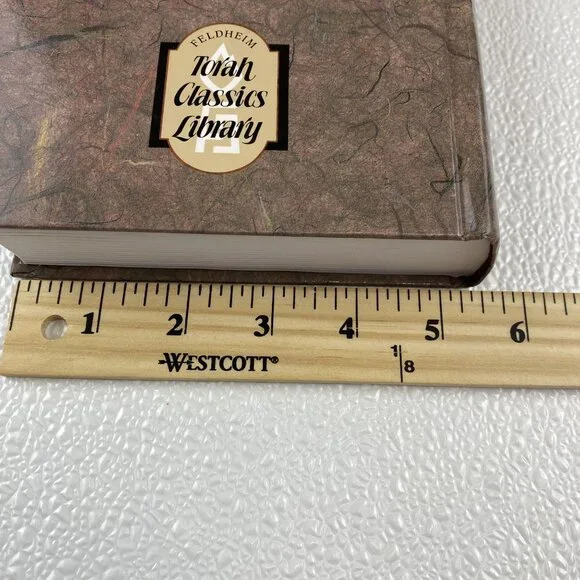 FELDHEIM
Torah
Classics
Library
1 2 3 4 5 6
WESTCOTT®
1/8